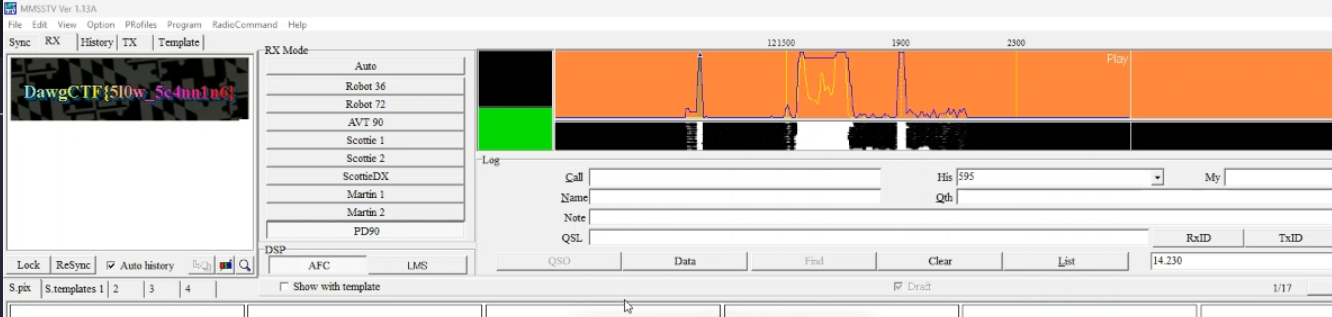 MMSSTV Ver 1.13A
File Edit View Option PRofiles Program RadioCommand Help
Sync RX History TX Template
DawgCTF{5l0w_5c4nn1n6}
RX Mode
Auto
Robot 36
Robot 72
AVT 90
Scottie 1
Scottie 2
ScottieDX
Martin 1
Martin 2
PD90
DSP
AFC LMS
121500 1900 2300
Play
Log
Call His 595 My
Name Qth
Note
QSL RxID TxID
QSO Data Find Clear List 14.230
Lock ReSync Auto history
S.pix S.templates 1 2 3 4
Show with template Draft 1/17